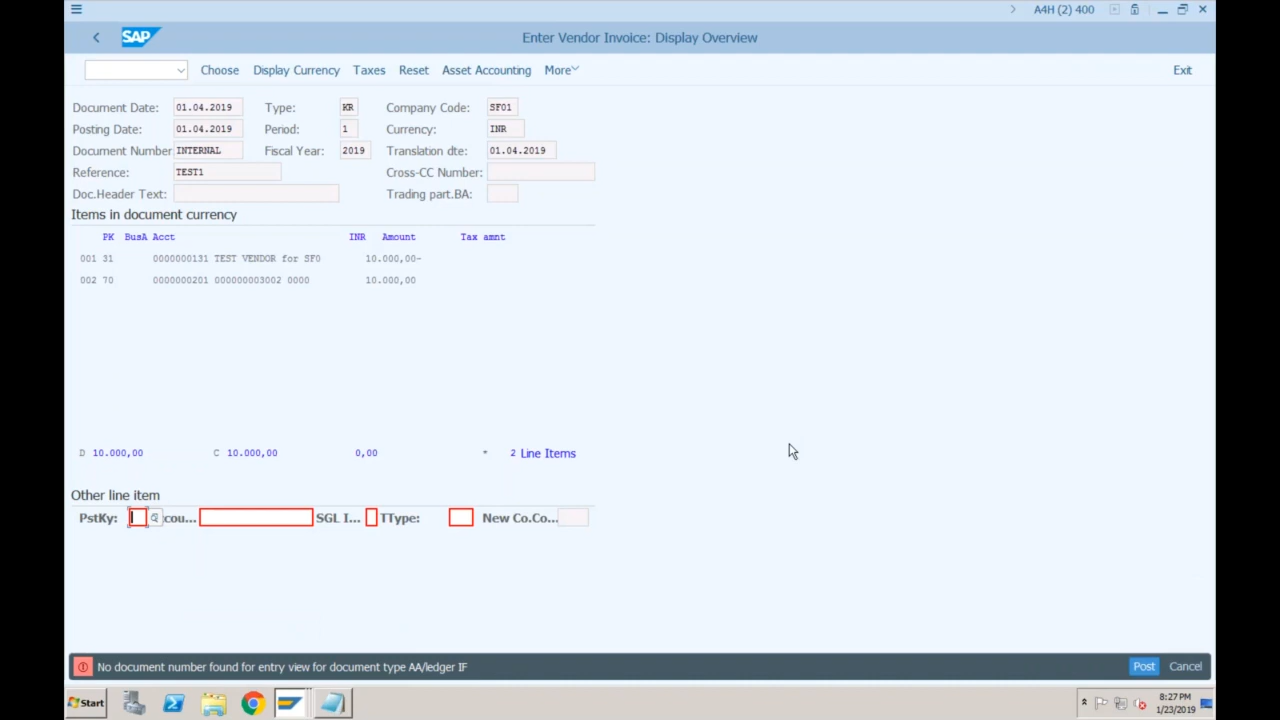 A4H (2) 400
SAP Enter Vendor Invoice: Display Overview
Choose Display Currency Taxes Reset Asset Accounting More Exit
Document Date: 01.04.2019 Type: KR Company Code: SF01
Posting Date: 01.04.2019 Period: 1 Currency: INR
Document Number INTERNAL Fiscal Year: 2019 Translation dte: 01.04.2019
Reference: TEST1 Cross-CC Number:
Doc.Header Text: Trading part.BA:
Items in document currency
PK BusA Acct INR Amount Tax amnt
001 31 0000000131 TEST VENDOR for SF0 10.000,00-
002 70 0000000201 000000003002 0000 10.000,00
D 10.000,00 C 10.000,00 0,00 * 2 Line Items
Other line item
PstKy: cou... SGL I... TType: New Co.Co...
No document number found for entry view for document type AA/ledger IF Post Cancel
Start 8:27 PM
1/23/2019